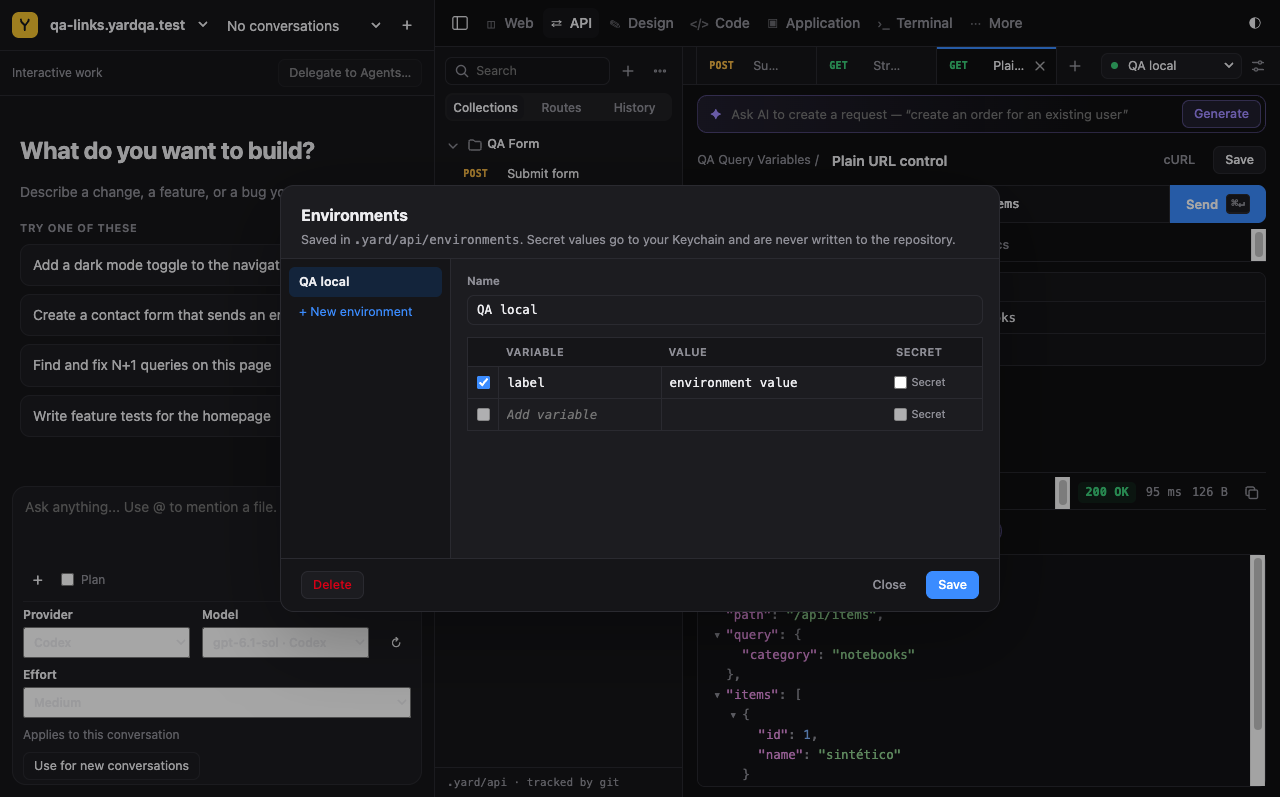 Y qa-links.yardqa.test No conversations +
Web API Design </> Code Application >_ Terminal ... More
Interactive work Delegate to Agents...
Search + ...
POST Su... GET Str... GET Plai... × + QA local
Collections Routes History
Ask AI to create a request — “create an order for an existing user” Generate
QA Form
QA Query Variables / Plain URL control cURL Save
POST Submit form
What do you want to build?
Describe a change, a feature, or a bug yo
TRY ONE OF THESE
Add a dark mode toggle to the navigat
Create a contact form that sends an em
Find and fix N+1 queries on this page
Write feature tests for the homepage
ems Send
Environments
Saved in .yard/api/environments. Secret values go to your Keychain and are never written to the repository.
QA local
+ New environment
Name
QA local
VARIABLE VALUE SECRET
label environment value Secret
Add variable Secret
Delete Close Save
200 OK 95 ms 126 B
Ask anything... Use @ to mention a file.
+ Plan
Provider Model
Codex gpt-6.1-sol · Codex
Effort
Medium
Applies to this conversation
Use for new conversations
"path": "/api/items",
"query": {
"category": "notebooks"
},
"items": [
{
"id": 1,
"name": "sintético"
}
.yard/api · tracked by git